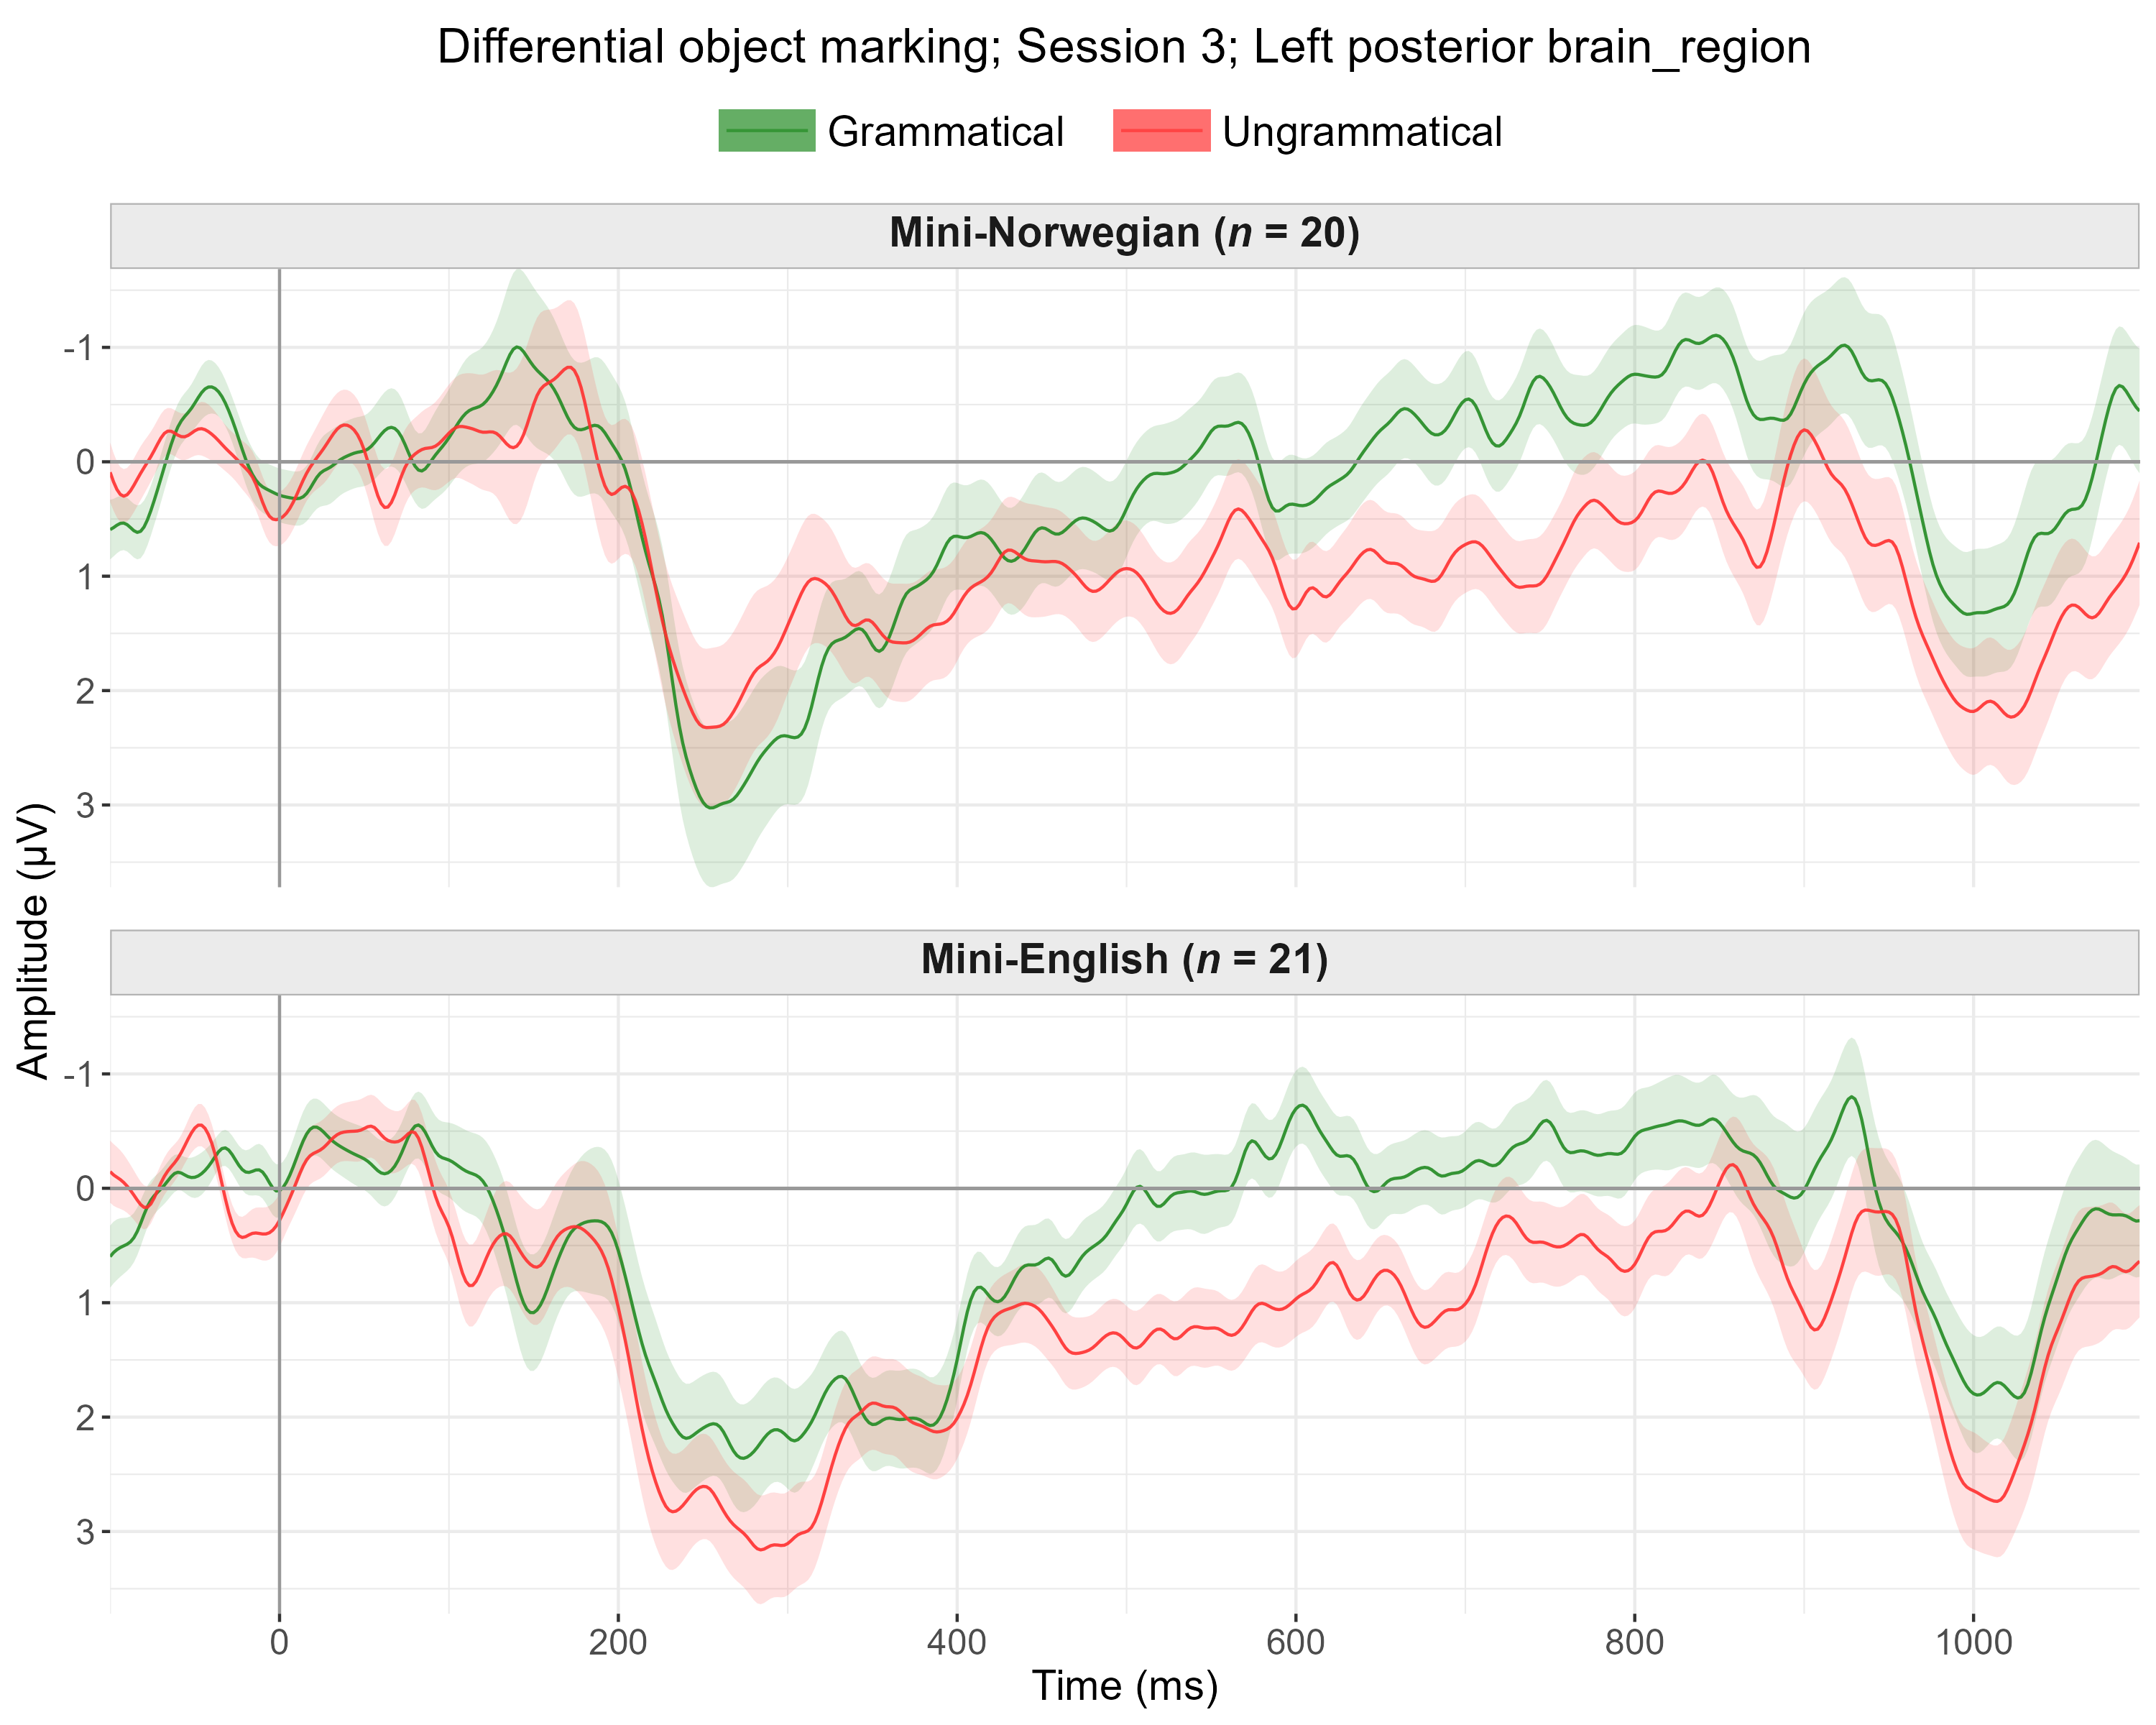 Differential object marking; Session 3; Left posterior brain_region
Grammatical
Ungrammatical
Mini-Norwegian (n = 20)
-1
0
1
2
3
Mini-English (n = 21)
-1
0
1
2
3
Amplitude (µV)
0
200
400
600
800
1000
Time (ms)